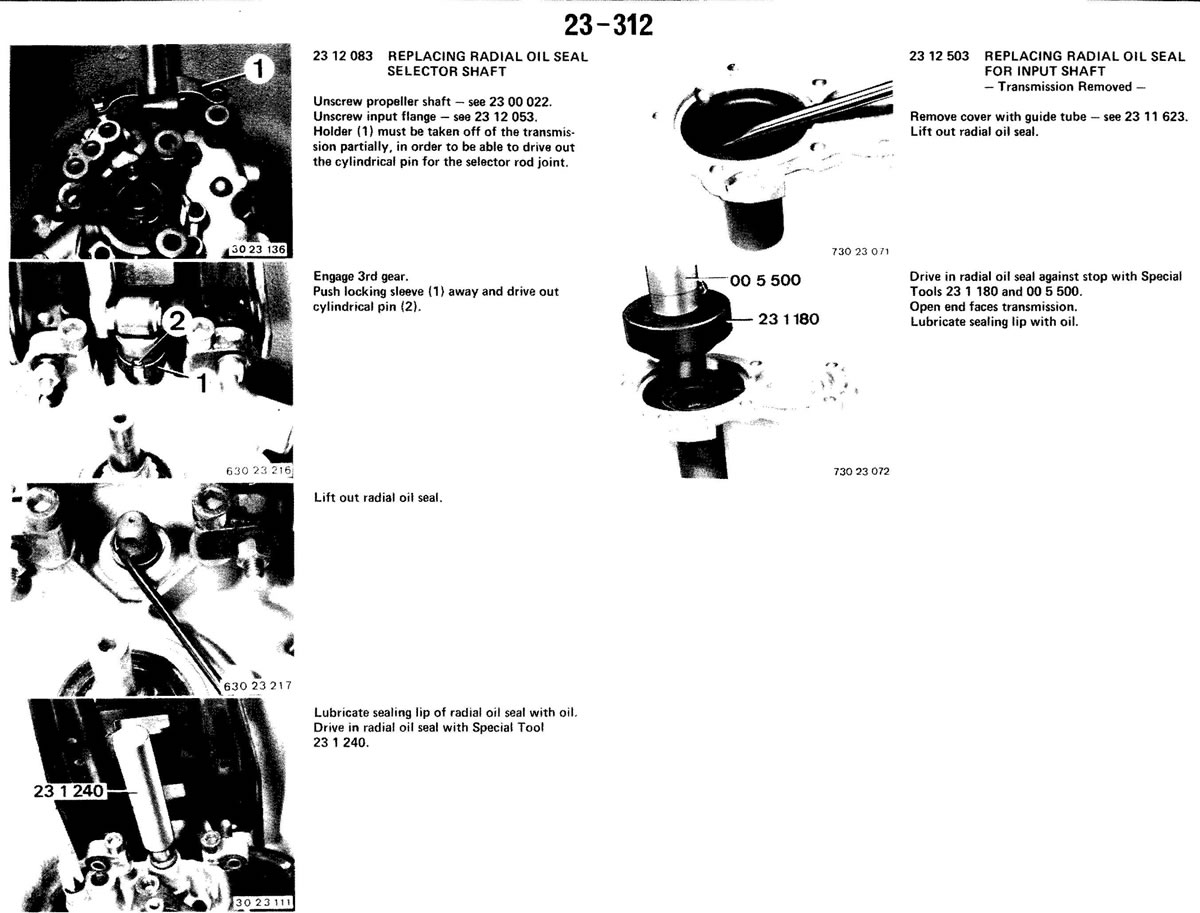 23-312
23 12 083 REPLACING RADIAL OIL SEAL
SELECTOR SHAFT
Unscrew propeller shaft — see 23 00 022.
Unscrew input flange — see 23 12 053.
Holder (1) must be taken off of the transmis-
sion partially, in order to be able to drive out
the cylindrical pin for the selector rod joint.
1
30 23 136
Engage 3rd gear.
Push locking sleeve (1) away and drive out
cylindrical pin (2).
2
1
630 23 216
Lift out radial oil seal.
630 23 217
Lubricate sealing lip of radial oil seal with oil.
Drive in radial oil seal with Special Tool
23 1 240.
23 1 240
30 23 111
23 12 503 REPLACING RADIAL OIL SEAL
FOR INPUT SHAFT
— Transmission Removed —
Remove cover with guide tube — see 23 11 623.
Lift out radial oil seal.
730 23 071
Drive in radial oil seal against stop with Special
Tools 23 1 180 and 00 5 500.
Open end faces transmission.
Lubricate sealing lip with oil.
00 5 500
23 1 180
730 23 072